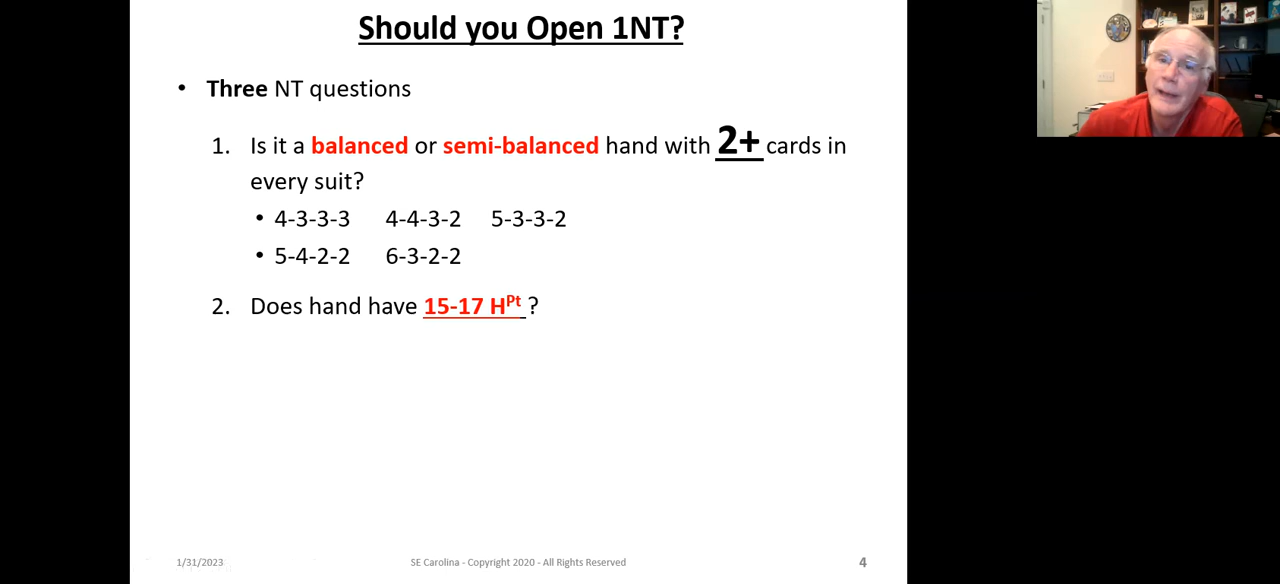 Should you Open 1NT?
• Three NT questions
1. Is it a balanced or semi-balanced hand with 2+ cards in
every suit?
• 4-3-3-3 4-4-3-2 5-3-3-2
• 5-4-2-2 6-3-2-2
2. Does hand have 15-17 HPt ?
1/31/2023 SE Carolina - Copyright 2020 - All Rights Reserved 4